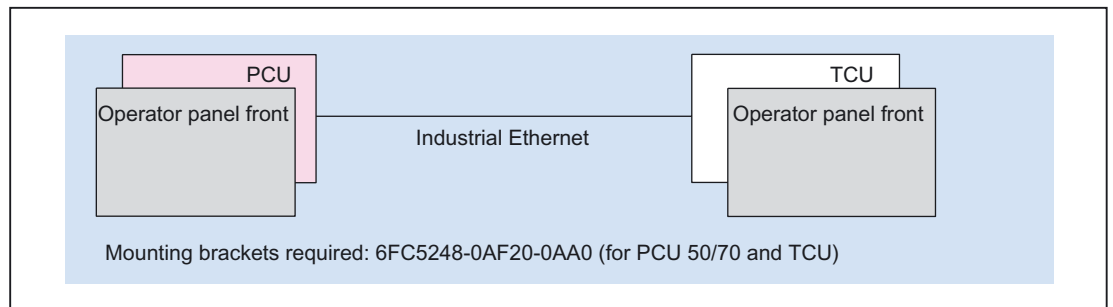 PCU
Operator panel front
Industrial Ethernet
TCU
Operator panel front
Mounting brackets required: 6FC5248-0AF20-0AA0 (for PCU 50/70 and TCU)